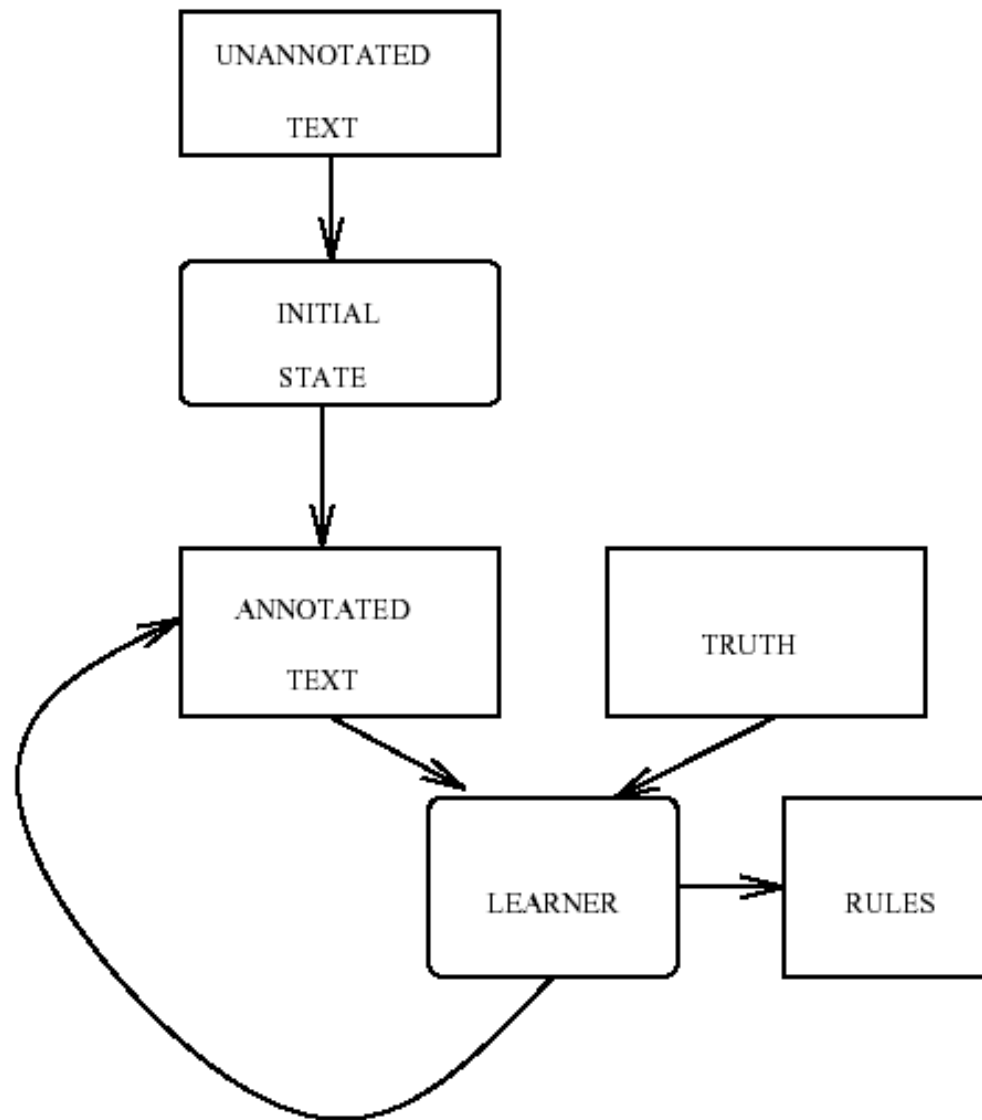 UNANNOTATED
TEXT
INITIAL
STATE
ANNOTATED
TEXT
TRUTH
LEARNER
RULES